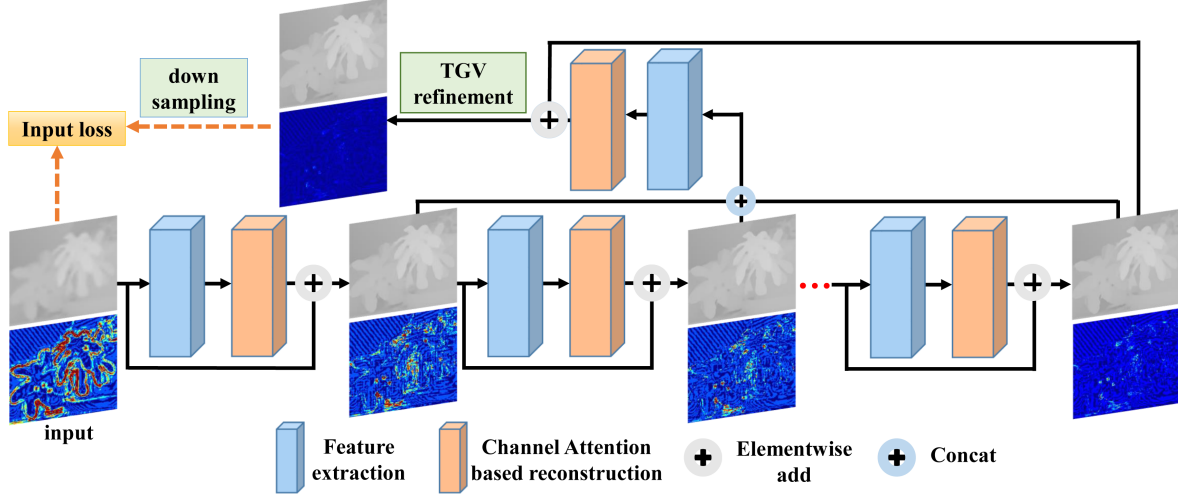 down
sampling
TGV
refinement
Input loss
input
Feature
extraction
Channel Attention
based reconstruction
Elementwise
add
Concat